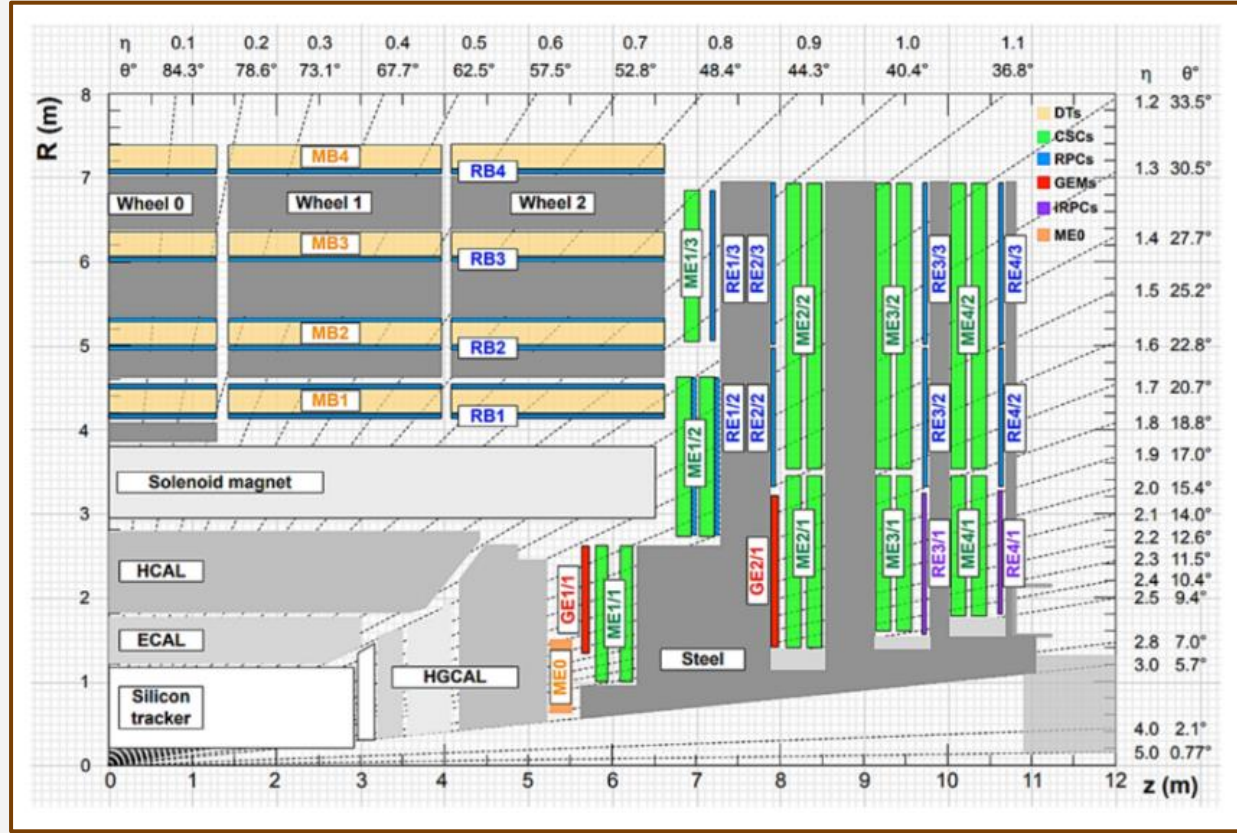 η 0.1 0.2 0.3 0.4 0.5 0.6 0.7 0.8 0.9 1.0 1.1
θ° 84.3° 78.6° 73.1° 67.7° 62.5° 57.5° 52.8° 48.4° 44.3° 40.4° 36.8° η θ°
8 1.2 33.5°
R (m)
DTs
CSCs
RPCs
GEMs
iRPCs
ME0
MB4
RB4
7 1.3 30.5°
Wheel 0 Wheel 1 Wheel 2
MB3
RB3
6 1.4 27.7°
ME1/3 RE1/3 RE2/3 ME2/2 ME3/2 RE3/3 ME4/2 RE4/3
1.5 25.2°
MB2
RB2
5 1.6 22.8°
MB1
RB1
1.7 20.7°
4 1.8 18.8°
ME1/2 RE1/2 RE2/2 RE3/2 RE4/2
1.9 17.0°
Solenoid magnet
2.0 15.4°
3 2.1 14.0°
2.2 12.6°
HCAL
2.3 11.5°
GE1/1 ME1/1 GE2/1 ME2/1 ME3/1 RE3/1 ME4/1 RE4/1
2.4 10.4°
2 2.5 9.4°
ECAL
2.8 7.0°
Steel
3.0 5.7°
HGCAL
ME0
1
Silicon
tracker
4.0 2.1°
0 5.0 0.77°
0 1 2 3 4 5 6 7 8 9 10 11 12 z (m)